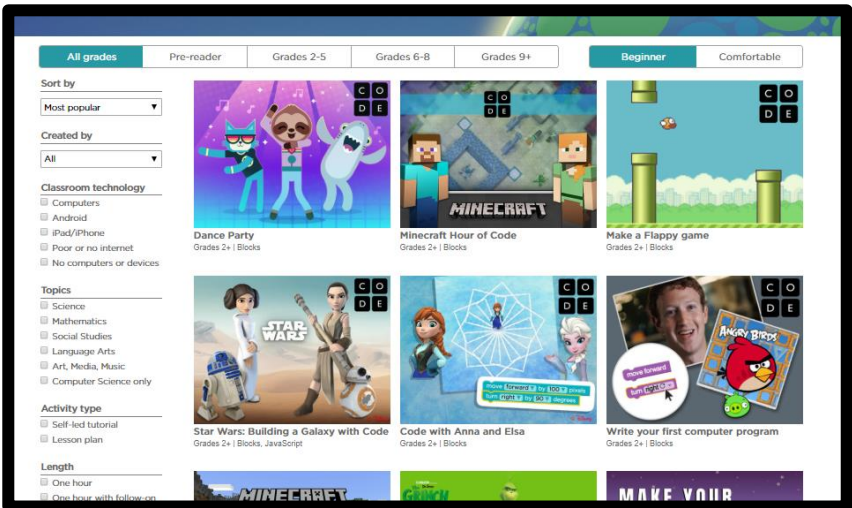 All grades
Pre-reader
Grades 2-5
Grades 6-8
Grades 9+
Beginner
Comfortable
Sort by
Most popular
Created by
All
Classroom technology
Computers
Android
iPad/iPhone
Poor or no internet
No computers or devices
Topics
Science
Mathematics
Social Studies
Language Arts
Art, Media, Music
Computer Science only
Activity type
Self-led tutorial
Lesson plan
Length
One hour
One hour with follow-on
C O
D E
Dance Party
Grades 2+ | Blocks
C O
D E
MINECRAFT
Minecraft Hour of Code
Grades 2+ | Blocks
C O
D E
Make a Flappy game
Grades 2+ | Blocks
C O
D E
STAR
WARS
Star Wars: Building a Galaxy with Code
Grades 2+ | Blocks, JavaScript
C O
D E
move forward by 100 pixels
turn right by 90 degrees
Code with Anna and Elsa
Grades 2+ | Blocks
C O
D E
ANGRY BIRDS
move forward
turn right
Write your first computer program
Grades 2+ | Blocks
MINECRAFT
GRINCH
MAKE YOUR